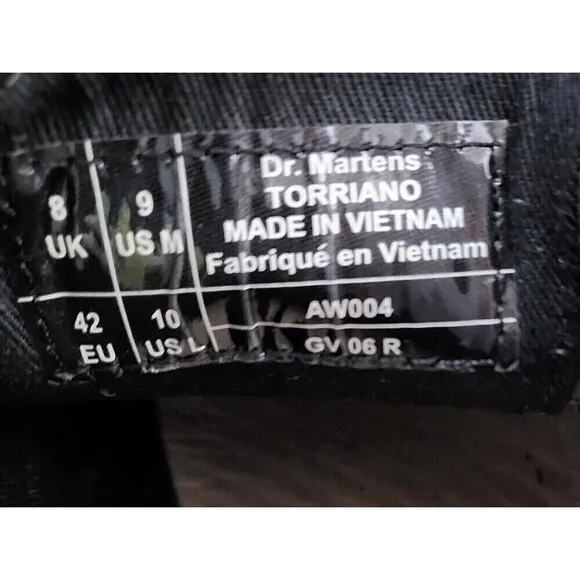 8
UK
9
US M
Dr. Martens
TORRIANO
MADE IN VIETNAM
Fabriqué en Vietnam
42
EU
10
US L
AW004
GV 06 R